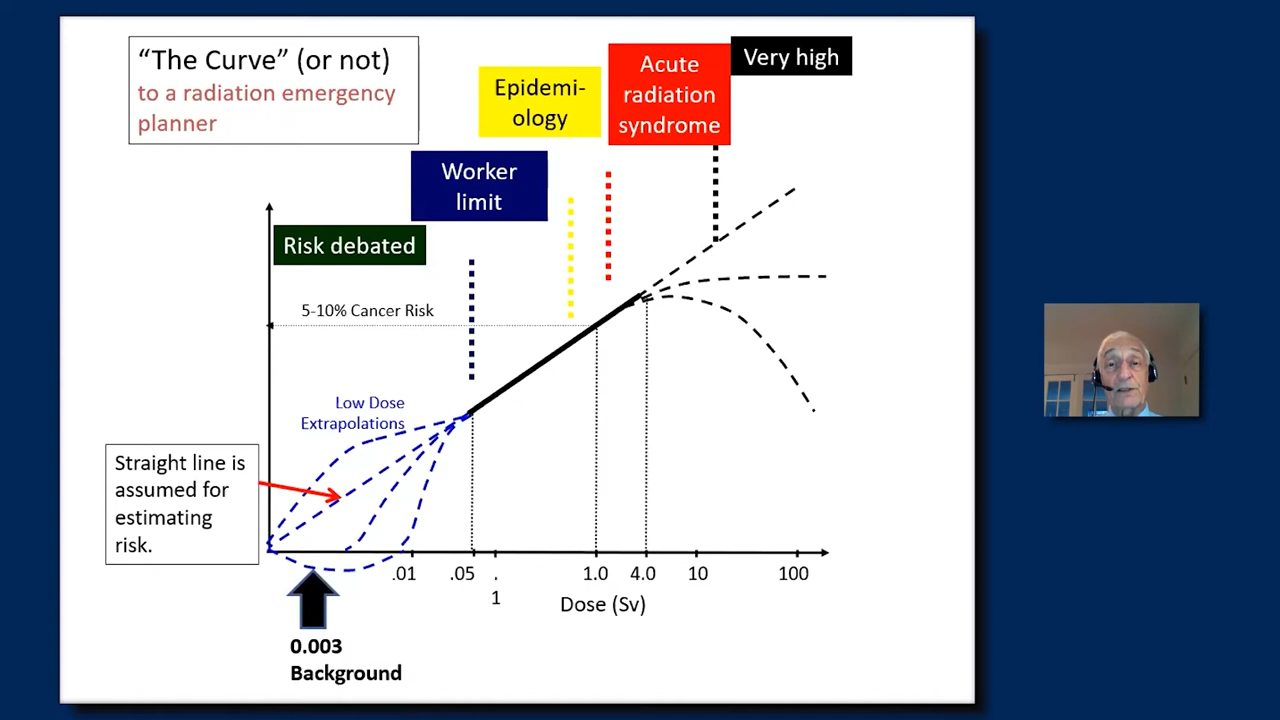 “The Curve” (or not)
to a radiation emergency
planner
Very high
Acute
radiation
syndrome
Epidemi-
ology
Worker
limit
Risk debated
5-10% Cancer Risk
Low Dose
Extrapolations
Straight line is
assumed for
estimating
risk.
.01
.05
.
1
1.0
4.0
10
100
Dose (Sv)
0.003
Background